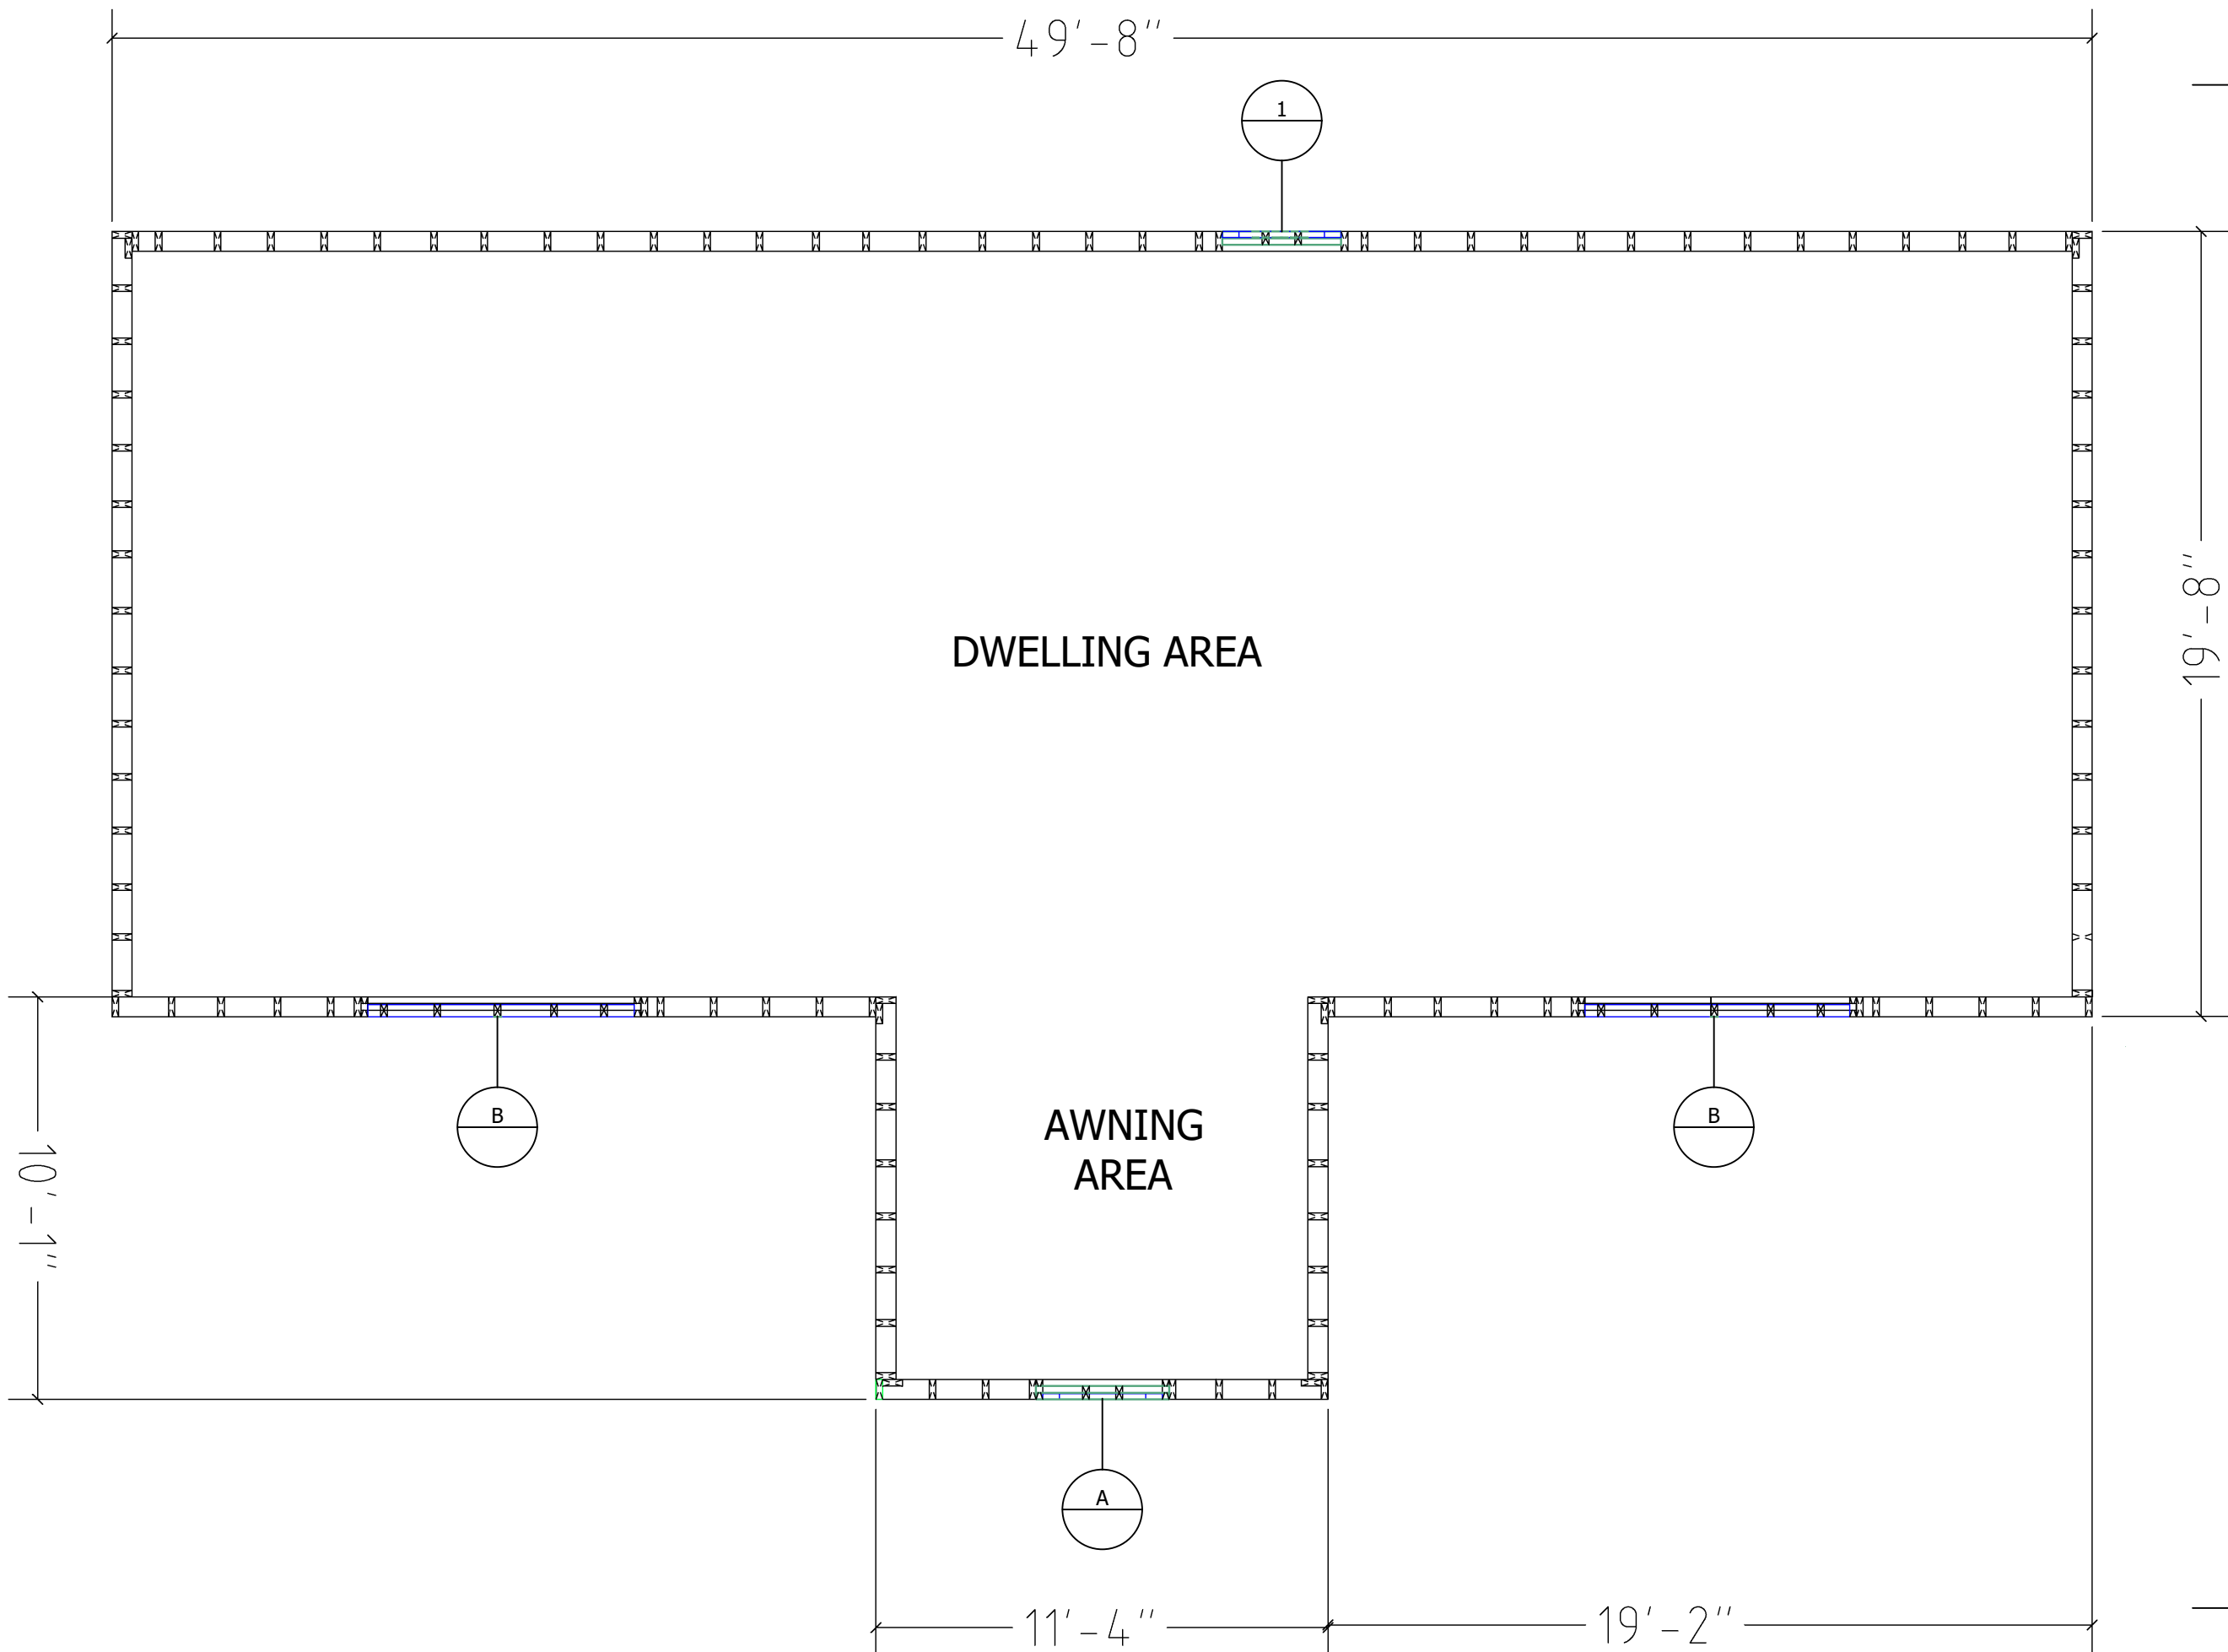 49'-8"
1
19'-8"
DWELLING AREA
B
B
AWNING
AREA
10'-1"
A
11'-4"
19'-2"